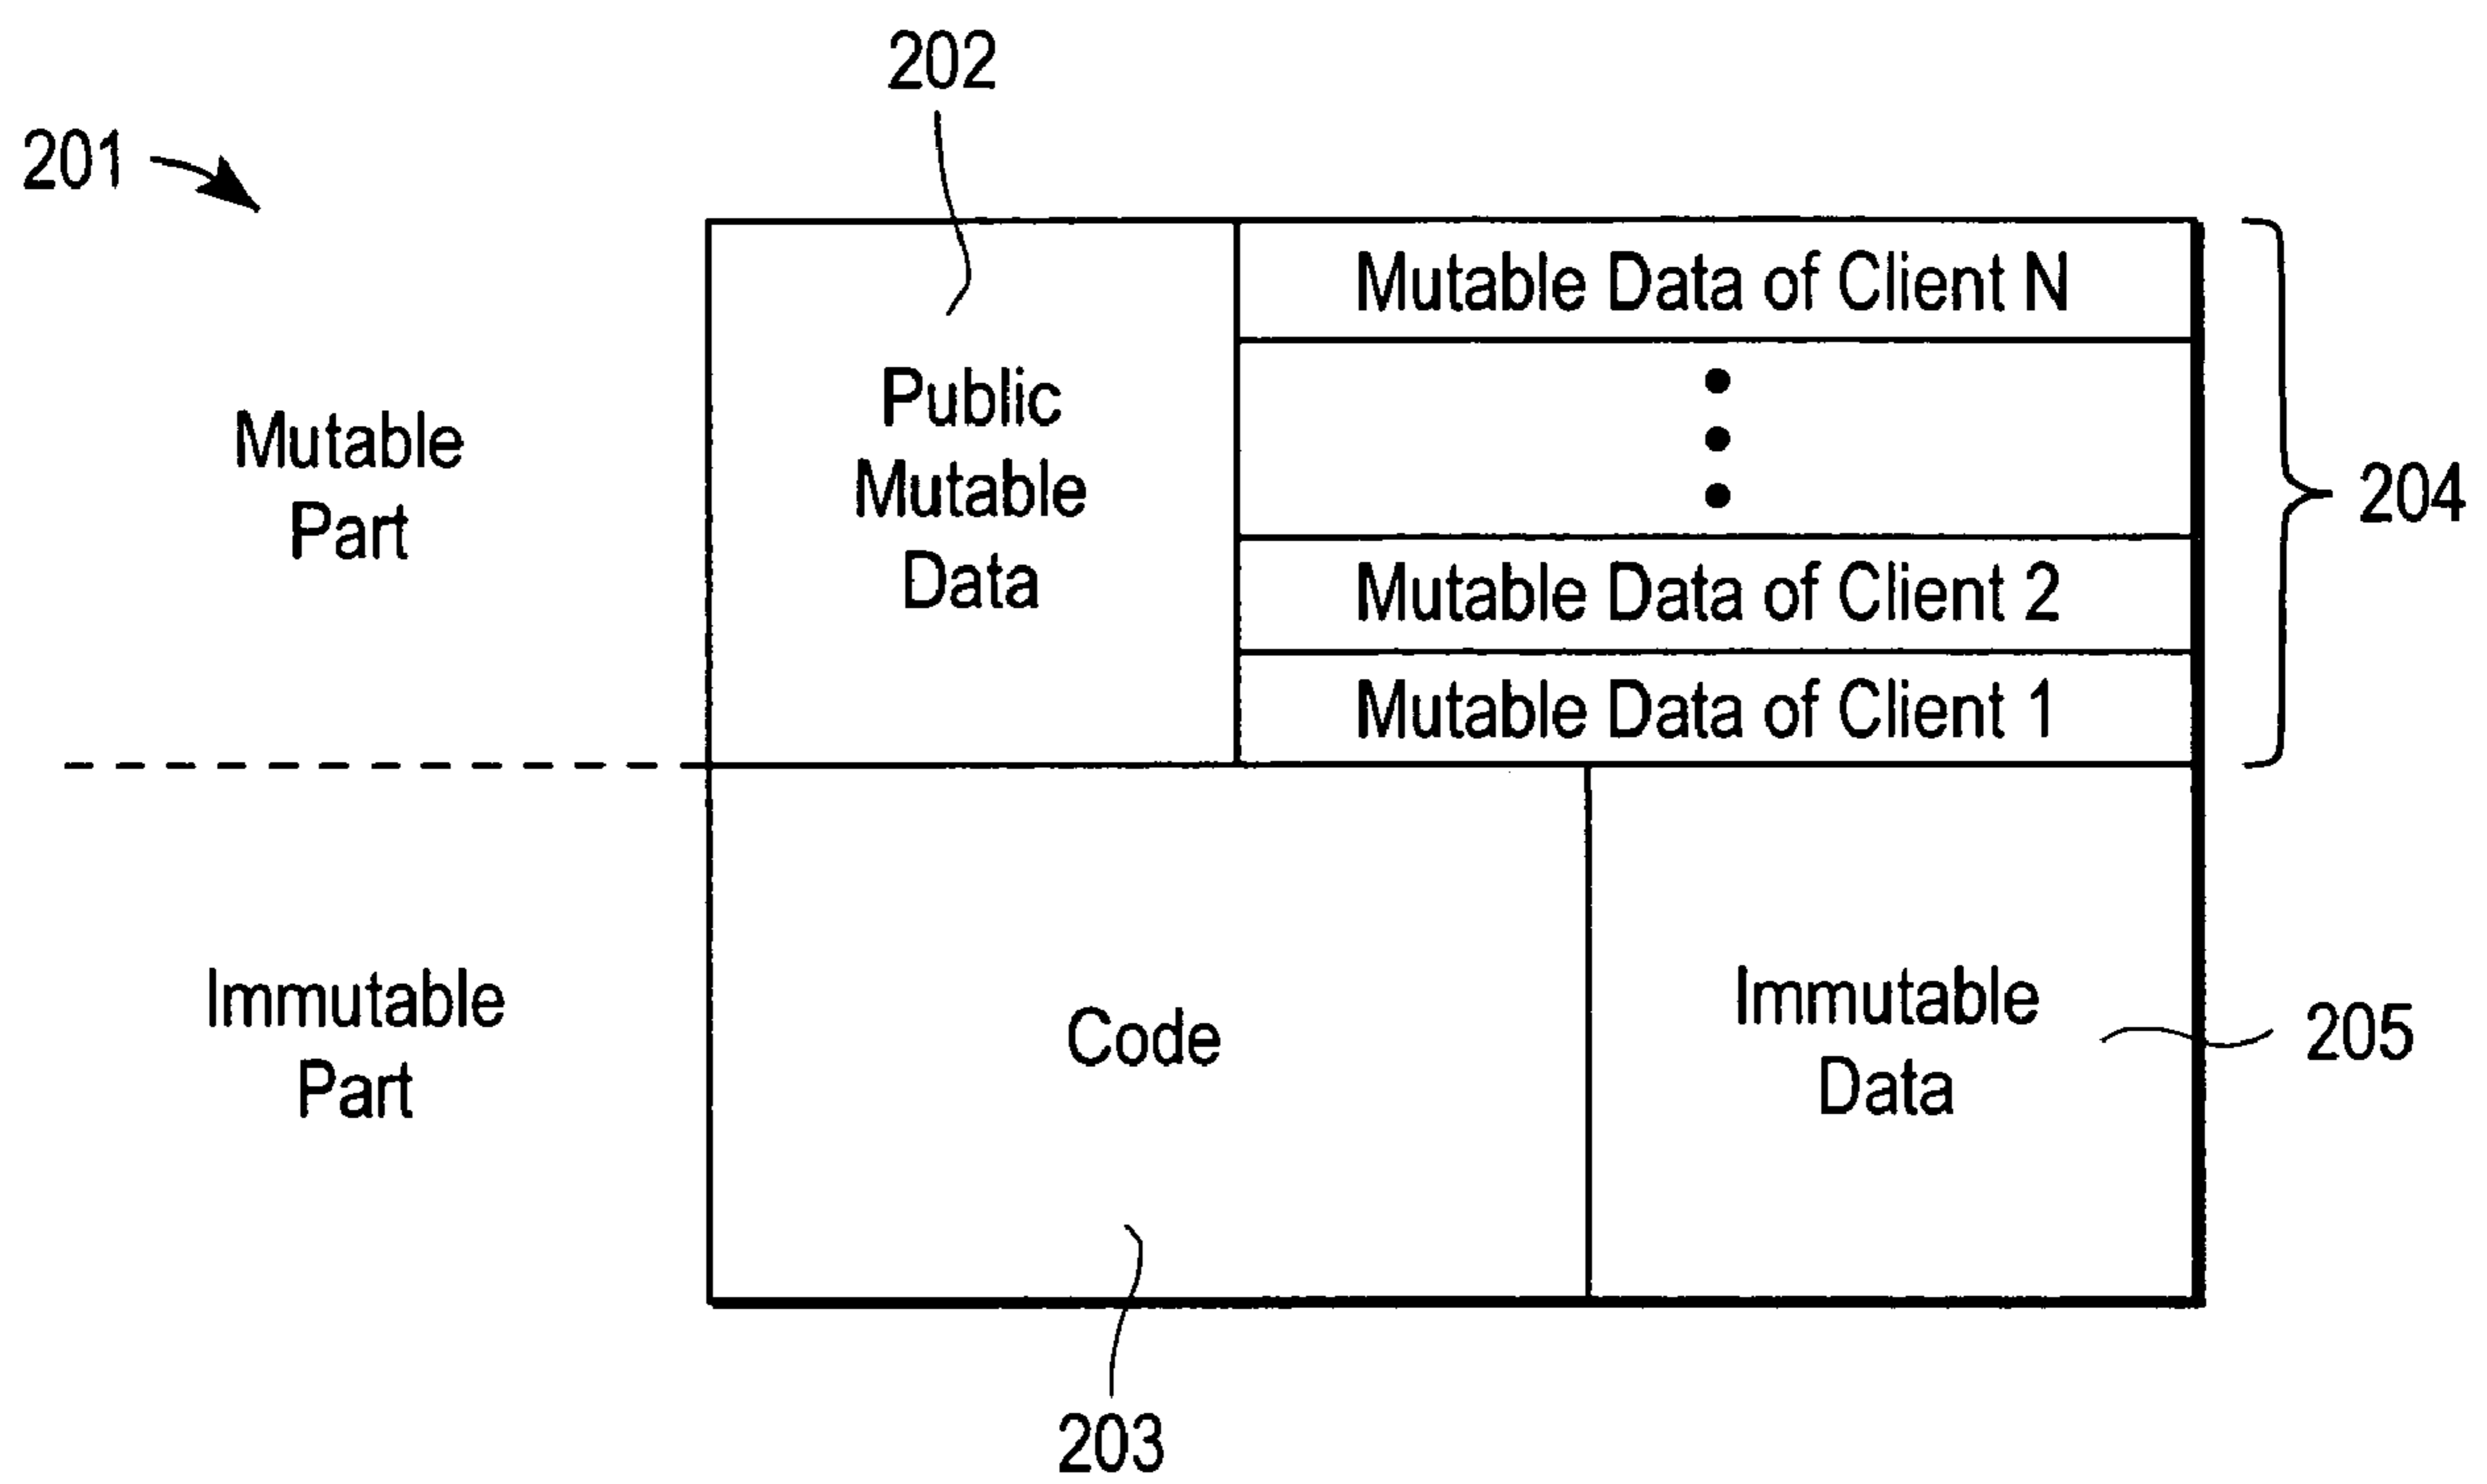 202
201
Mutable
Part
Public
Mutable
Data
Mutable Data of Client N
Mutable Data of Client 2
Mutable Data of Client 1
204
Immutable
Part
Code
Immutable
Data
205
203